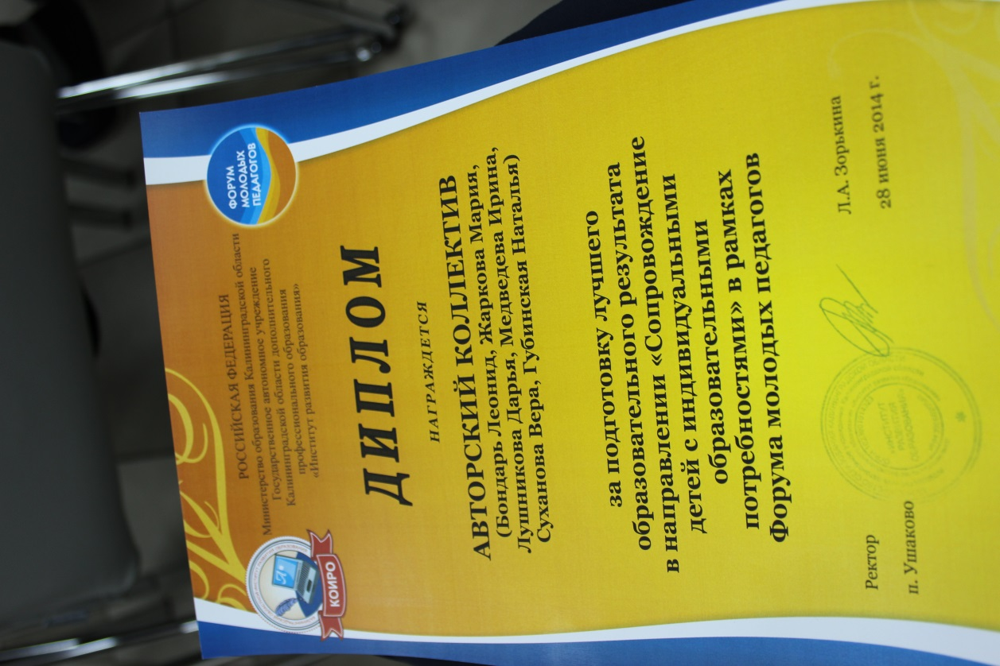 ФОРУМ
МОЛОДЫХ
ПЕДАГОГОВ
КОИРО
РОССИЙСКАЯ ФЕДЕРАЦИЯ
Министерство образования Калининградской области
Государственное автономное учреждение
Калининградской области дополнительного
профессионального образования
«Институт развития образования»
ДИПЛОМ
НАГРАЖДЕТСЯ
АВТОРСКИЙ КОЛЛЕКТИВ
(Бондарь Леонид, Жаркова Мария,
Лушникова Дарья, Медведева Ирина,
Суханова Вера, Губинская Наталья)
за подготовку лучшего
образовательного результата
в направлении «Сопровождение
детей с индивидуальными
образовательными
потребностями» в рамках
Форума молодых педагогов
Ректор Л.А. Зорькина
п. Ушаково 28 июня 2014 г.
ИНСТИТУТ
РАЗВИТИЯ
ОБРАЗОВАНИЯ